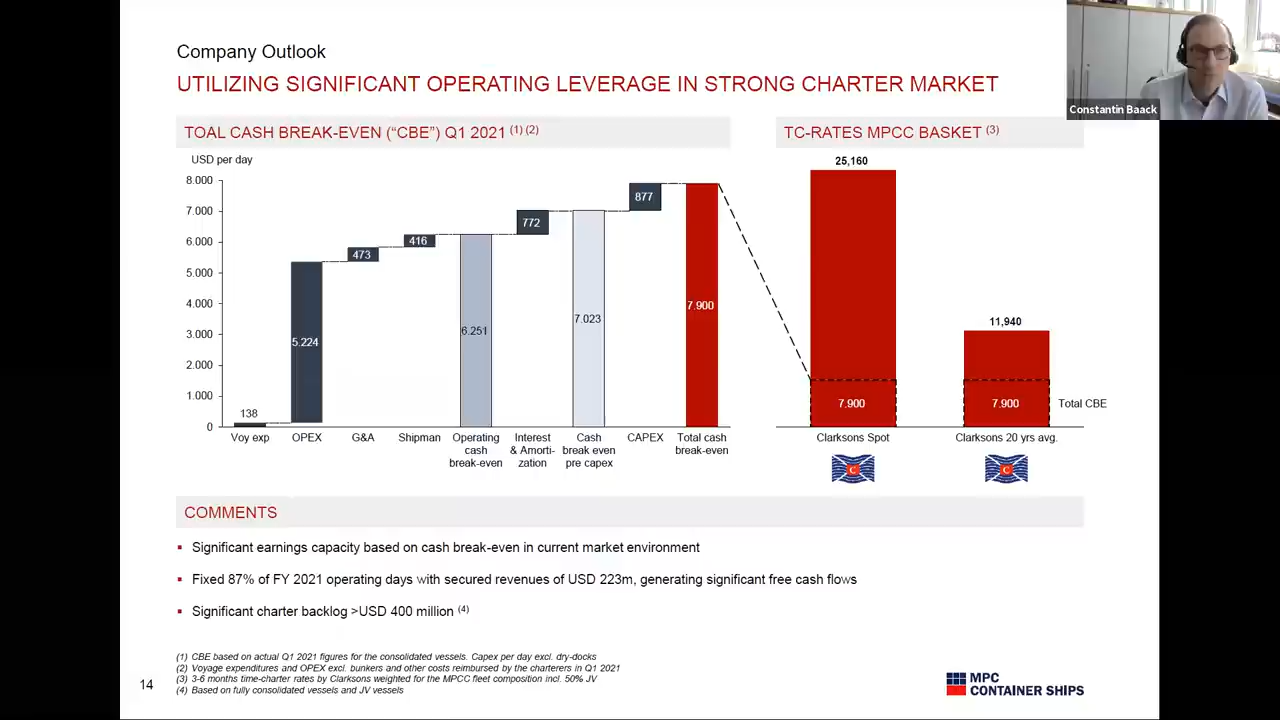 Company Outlook
UTILIZING SIGNIFICANT OPERATING LEVERAGE IN STRONG CHARTER MARKET
Constantin Baack
TOAL CASH BREAK-EVEN (“CBE”) Q1 2021 (1) (2)
USD per day
8.000
7.000
6.000
5.000
4.000
3.000
2.000
1.000
0
138
5.224
473
416
6.251
772
7.023
877
7.900
Voy exp
OPEX
G&A
Shipman
Operating
cash
break-even
Interest
& Amorti-
zation
Cash
break even
pre capex
CAPEX
Total cash
break-even
TC-RATES MPCC BASKET (3)
25,160
11,940
7.900
7.900
Total CBE
Clarksons Spot
Clarksons 20 yrs avg.
C
C
COMMENTS
▪ Significant earnings capacity based on cash break-even in current market environment
▪ Fixed 87% of FY 2021 operating days with secured revenues of USD 223m, generating significant free cash flows
▪ Significant charter backlog >USD 400 million (4)
(1) CBE based on actual Q1 2021 figures for the consolidated vessels. Capex per day excl. dry-docks
(2) Voyage expenditures and OPEX excl. bunkers and other costs reimbursed by the charterers in Q1 2021
(3) 3-6 months time-charter rates by Clarksons weighted for the MPCC fleet composition incl. 50% JV
(4) Based on fully consolidated vessels and JV vessels
14
MPC
CONTAINER SHIPS